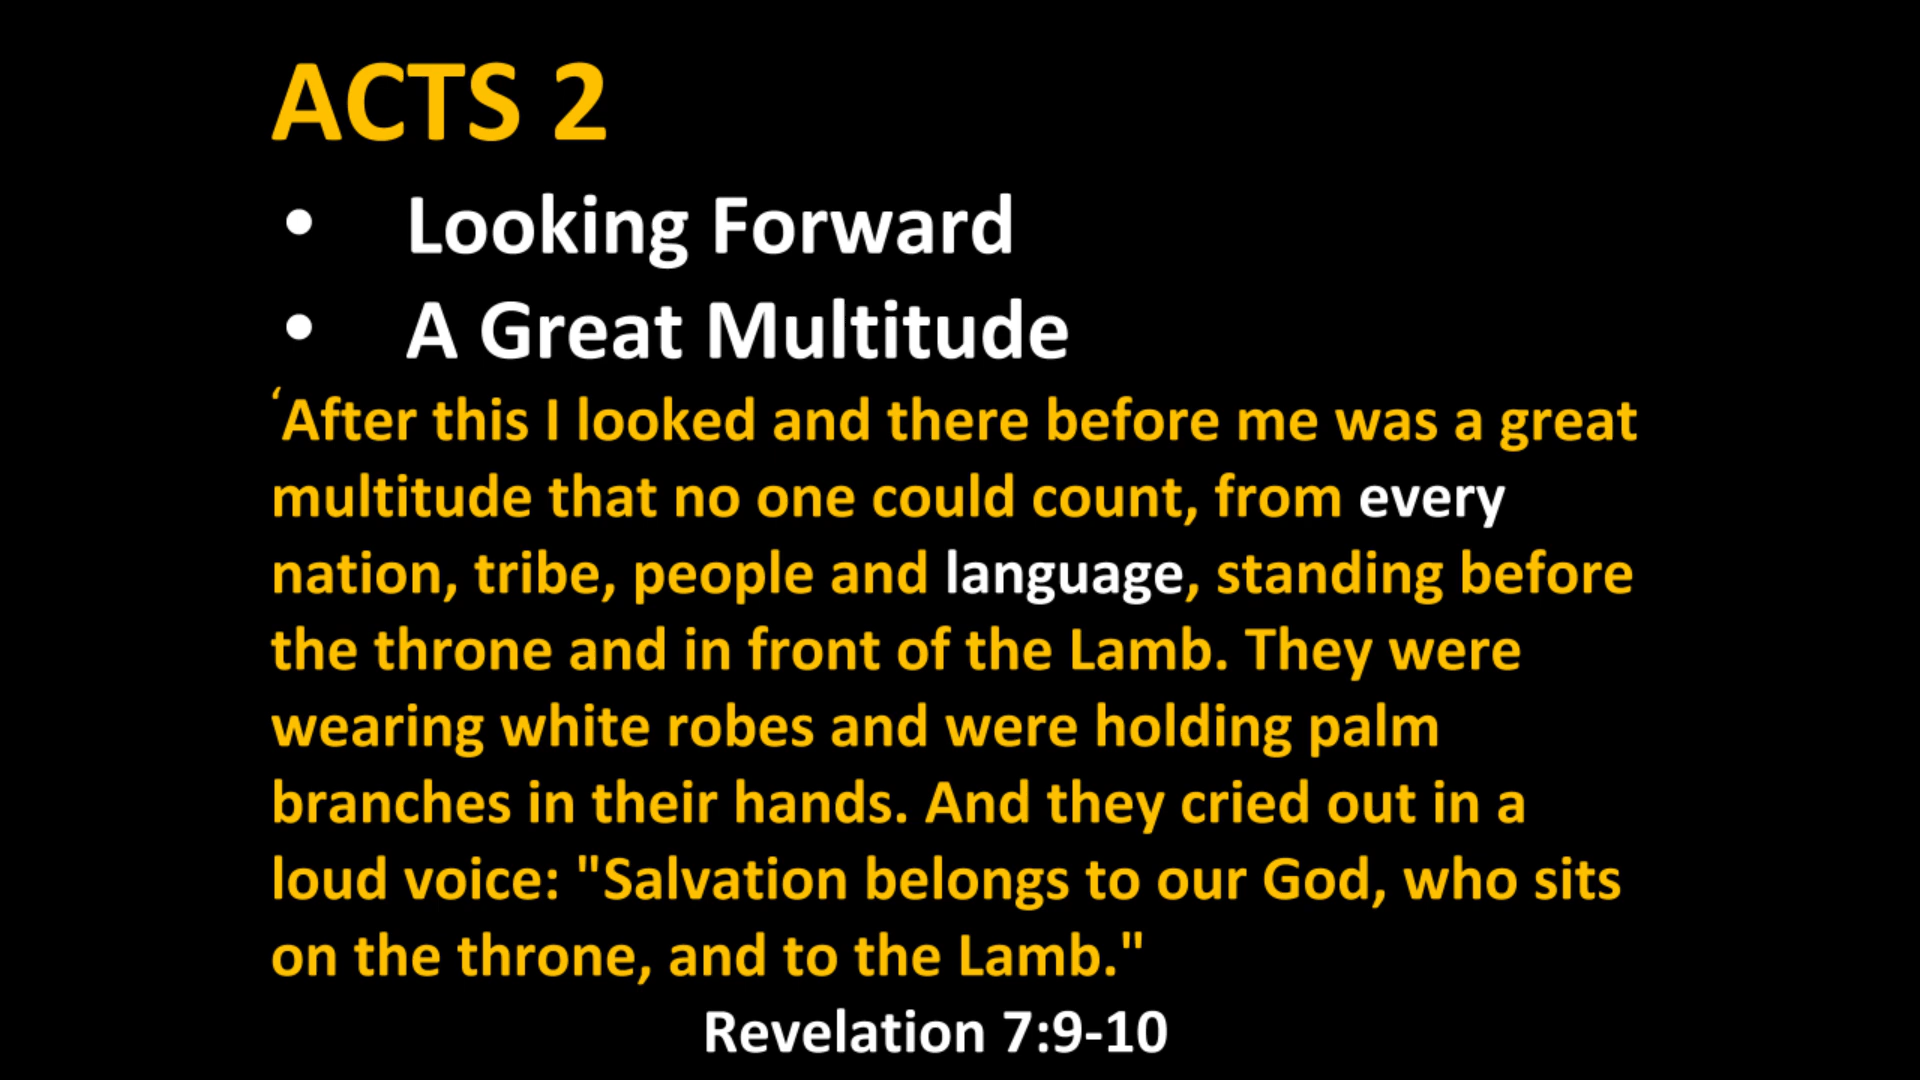 ACTS 2
• Looking Forward
• A Great Multitude
‘After this I looked and there before me was a great
multitude that no one could count, from every
nation, tribe, people and language, standing before
the throne and in front of the Lamb. They were
wearing white robes and were holding palm
branches in their hands. And they cried out in a
loud voice: "Salvation belongs to our God, who sits
on the throne, and to the Lamb."
Revelation 7:9-10